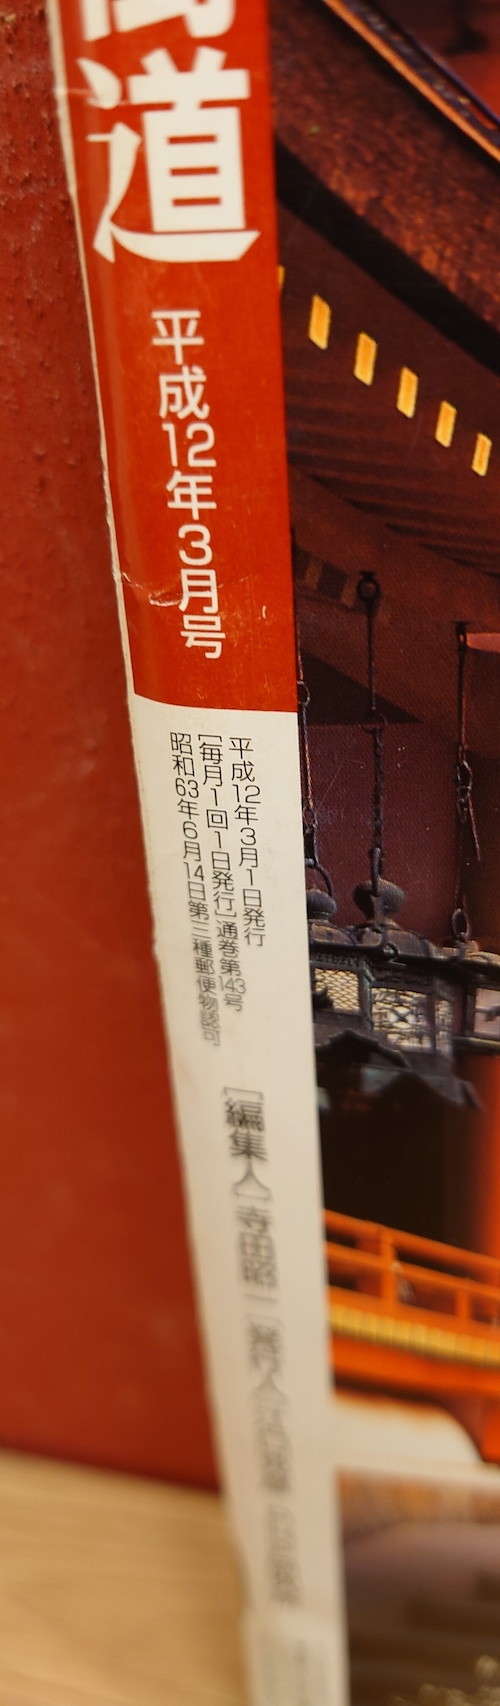 道
平成12年3月号
平成12年3月1日発行
[毎月1回1日発行]通巻第143号
昭和63年6月14日第三種郵便物認可
[編集人]寺田昭一